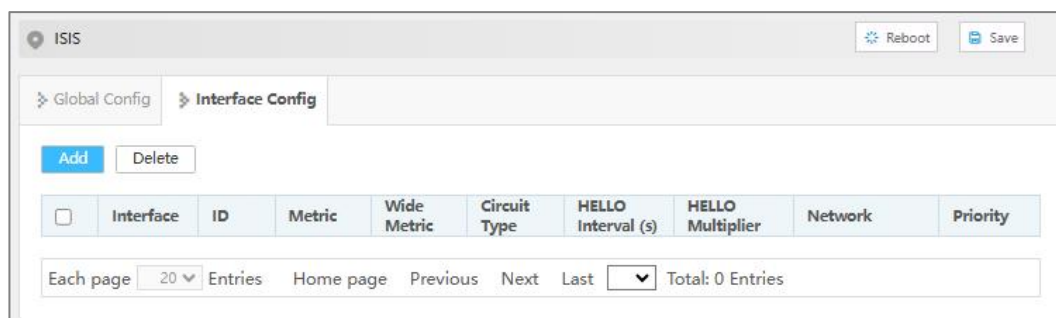 ISIS Reboot Save
Global Config Interface Config
Add Delete
Interface ID Metric Wide Metric Circuit Type HELLO Interval (s) HELLO Multiplier Network Priority
Each page 20 Entries Home page Previous Next Last Total: 0 Entries